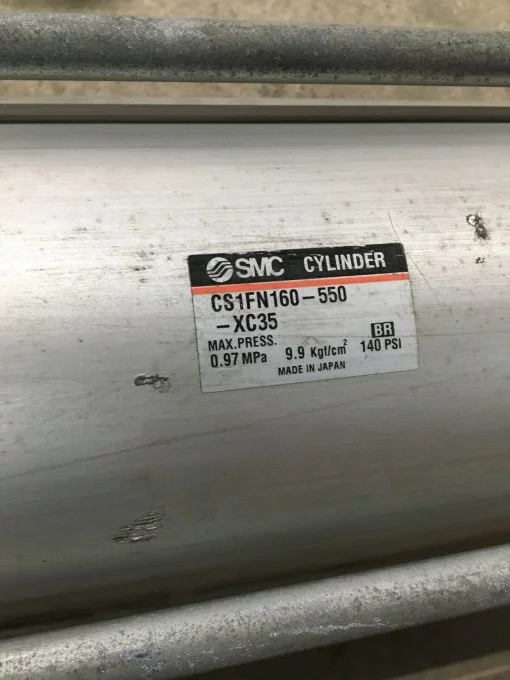 SMC CYLINDER
CS1FN160-550
-XC35
MAX.PRESS. BR
0.97 MPa 9.9 Kgf/cm² 140 PSI
MADE IN JAPAN